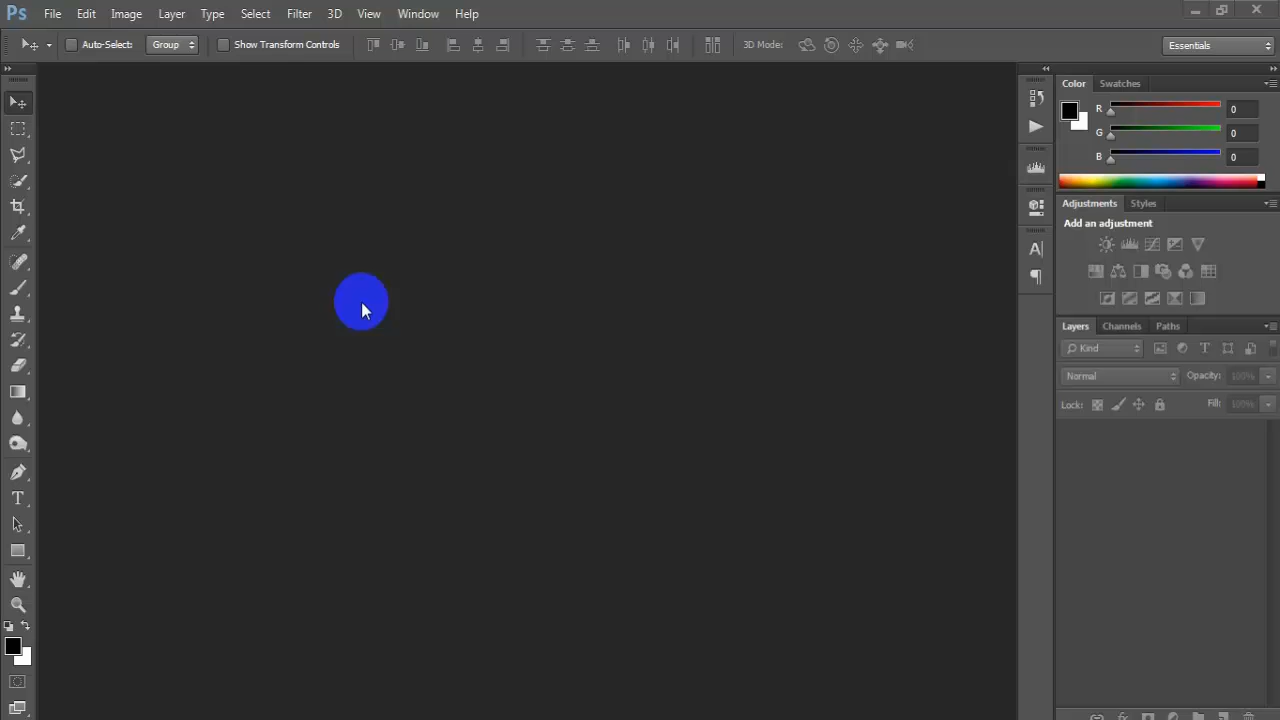 Ps File Edit Image Layer Type Select Filter 3D View Window Help
Auto-Select: Group Show Transform Controls 3D Mode: Essentials
Color Swatches
R 0
G 0
B 0
Adjustments Styles
Add an adjustment
Layers Channels Paths
Kind
Normal Opacity: 100%
Lock: Fill: 100%